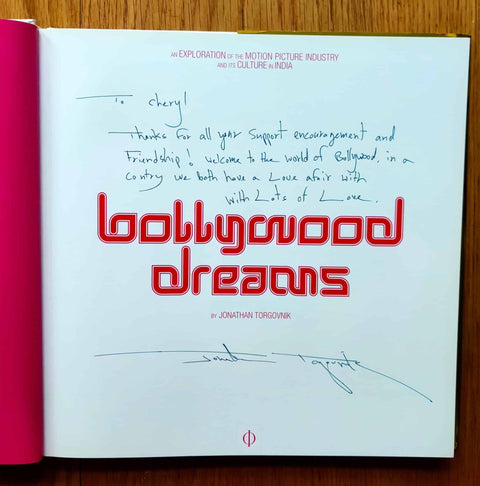 AN EXPLORATION OF THE MOTION PICTURE INDUSTRY
AND ITS CULTURE IN INDIA
To Cheryl
Thanks for all your support encouragement and
Friendship! welcome to the world of Bollywood, in a
contry we both have a Love afair with
with Lots of Love.
bollywood
dreams
BY JONATHAN TORGOVNIK
Jonathan Torgovnik